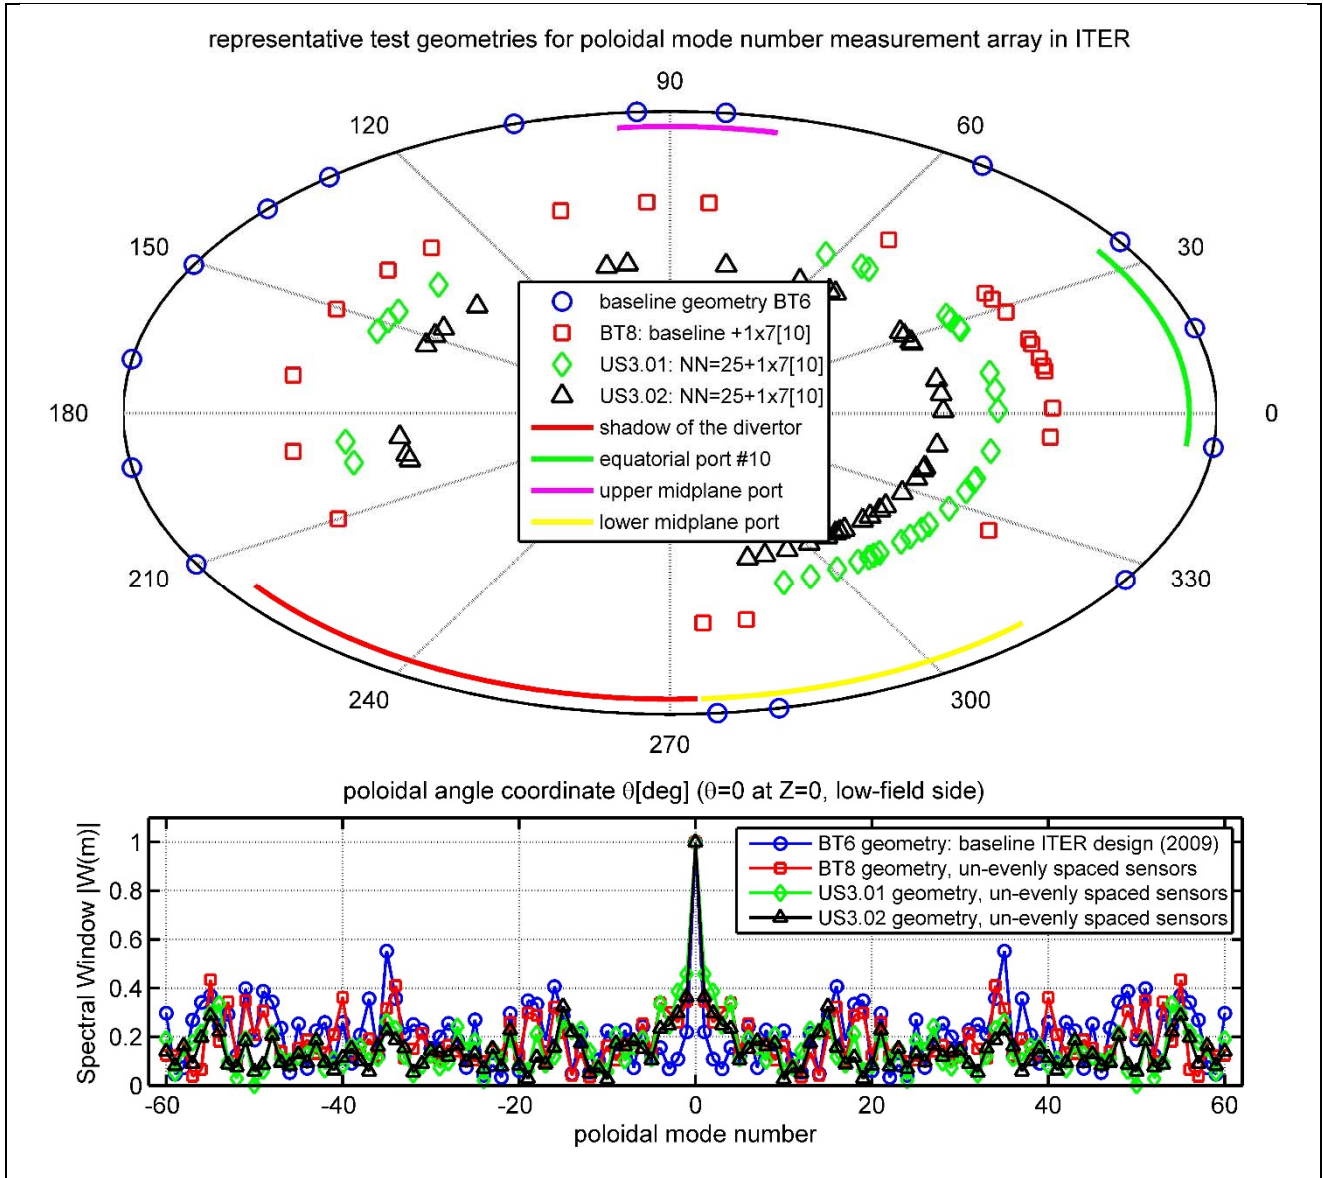 representative test geometries for poloidal mode number measurement array in ITER
90
120
60
150
30
180
0
210
330
240
300
270
baseline geometry BT6
BT8: baseline +1x7[10]
US3.01: NN=25+1x7[10]
US3.02: NN=25+1x7[10]
shadow of the divertor
equatorial port #10
upper midplane port
lower midplane port
poloidal angle coordinate θ[deg] (θ=0 at Z=0, low-field side)
Spectral Window |W(m)|
1
0.8
0.6
0.4
0.2
0
BT6 geometry: baseline ITER design (2009)
BT8 geometry, un-evenly spaced sensors
US3.01 geometry, un-evenly spaced sensors
US3.02 geometry, un-evenly spaced sensors
-60 -40 -20 0 20 40 60
poloidal mode number